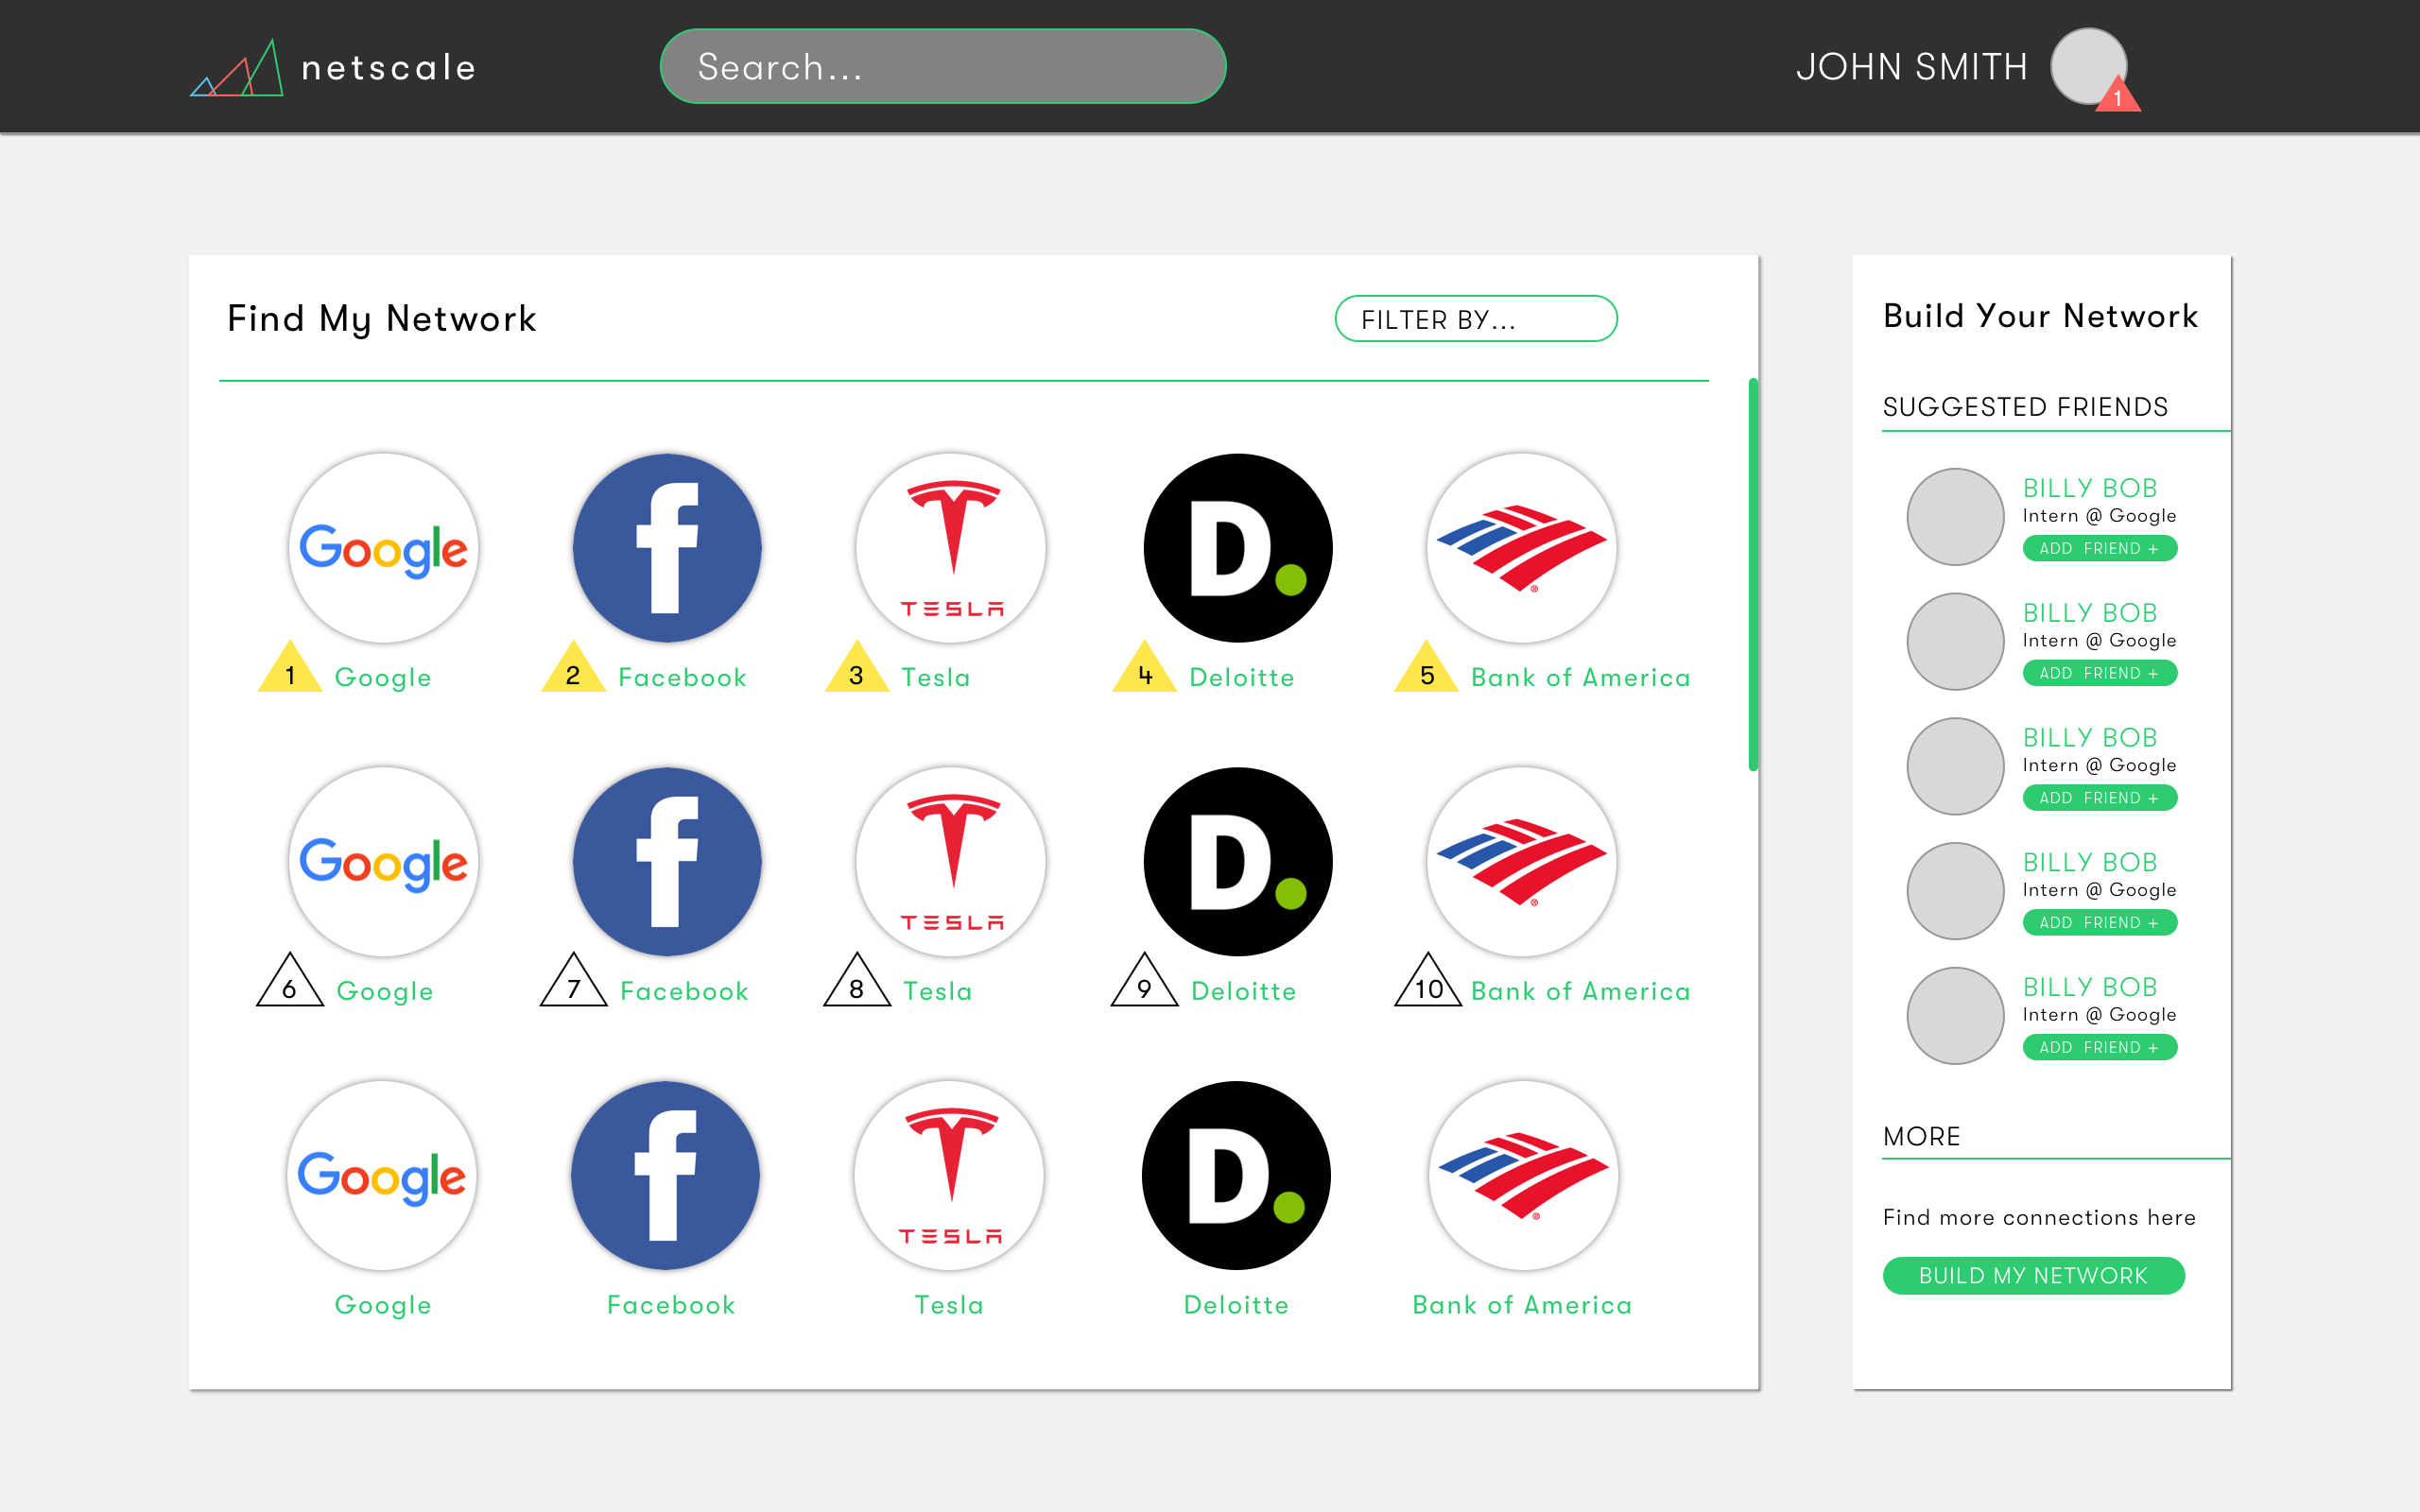 netscale
Search...
JOHN SMITH
1
Find My Network
FILTER BY...
Google
TESLA
D.
1 Google
2 Facebook
3 Tesla
4 Deloitte
5 Bank of America
Google
TESLA
D.
6 Google
7 Facebook
8 Tesla
9 Deloitte
10 Bank of America
Google
TESLA
D.
Google
Facebook
Tesla
Deloitte
Bank of America
Build Your Network
SUGGESTED FRIENDS
BILLY BOB
Intern @ Google
ADD FRIEND +
BILLY BOB
Intern @ Google
ADD FRIEND +
BILLY BOB
Intern @ Google
ADD FRIEND +
BILLY BOB
Intern @ Google
ADD FRIEND +
BILLY BOB
Intern @ Google
ADD FRIEND +
MORE
Find more connections here
BUILD MY NETWORK